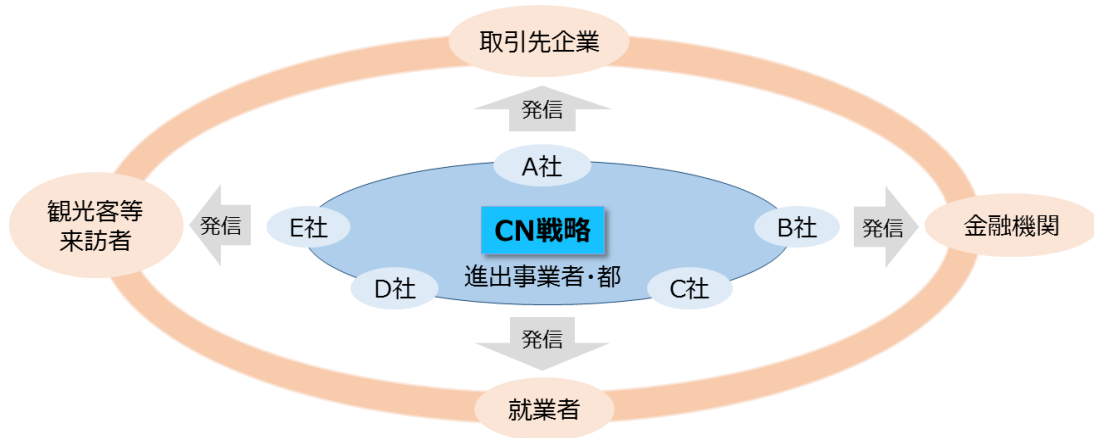 取引先企業
発信
A社
観光客等
来訪者
発信
E社
CN戦略
B社
発信
金融機関
進出事業者・都
D社
C社
発信
就業者